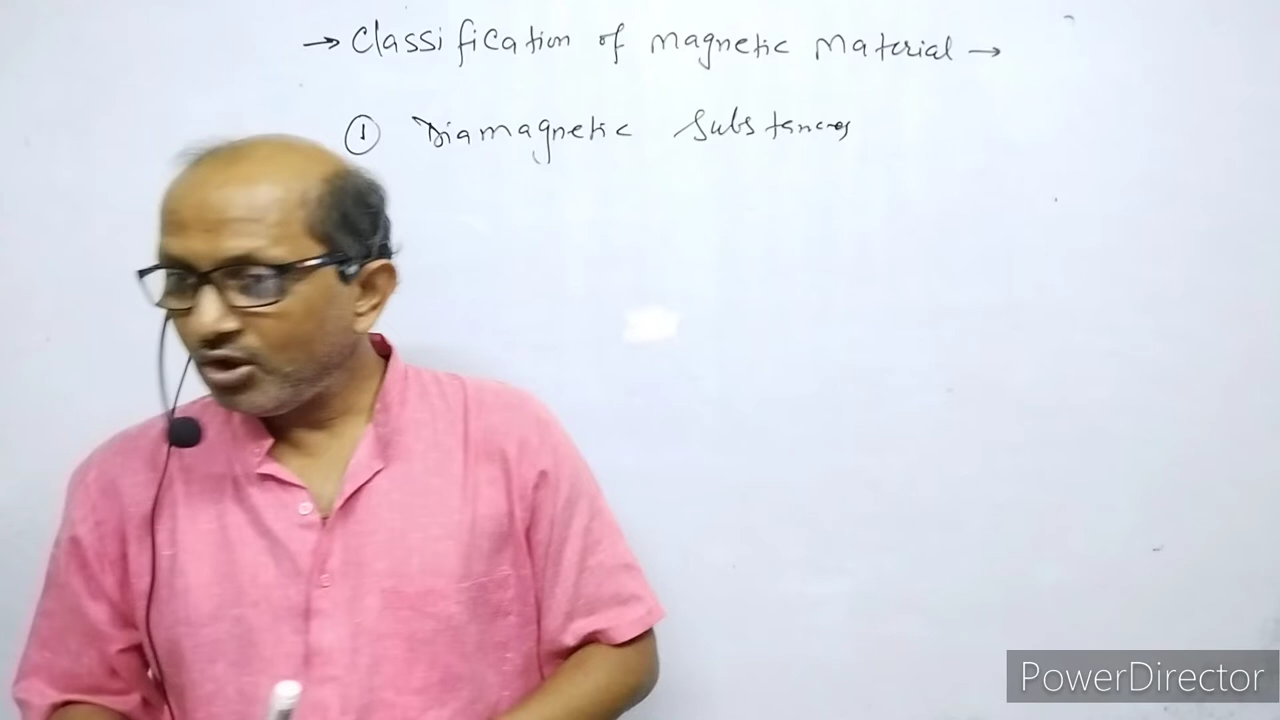 → Classification of magnetic Material →
① Diamagnetic Substances
PowerDirector